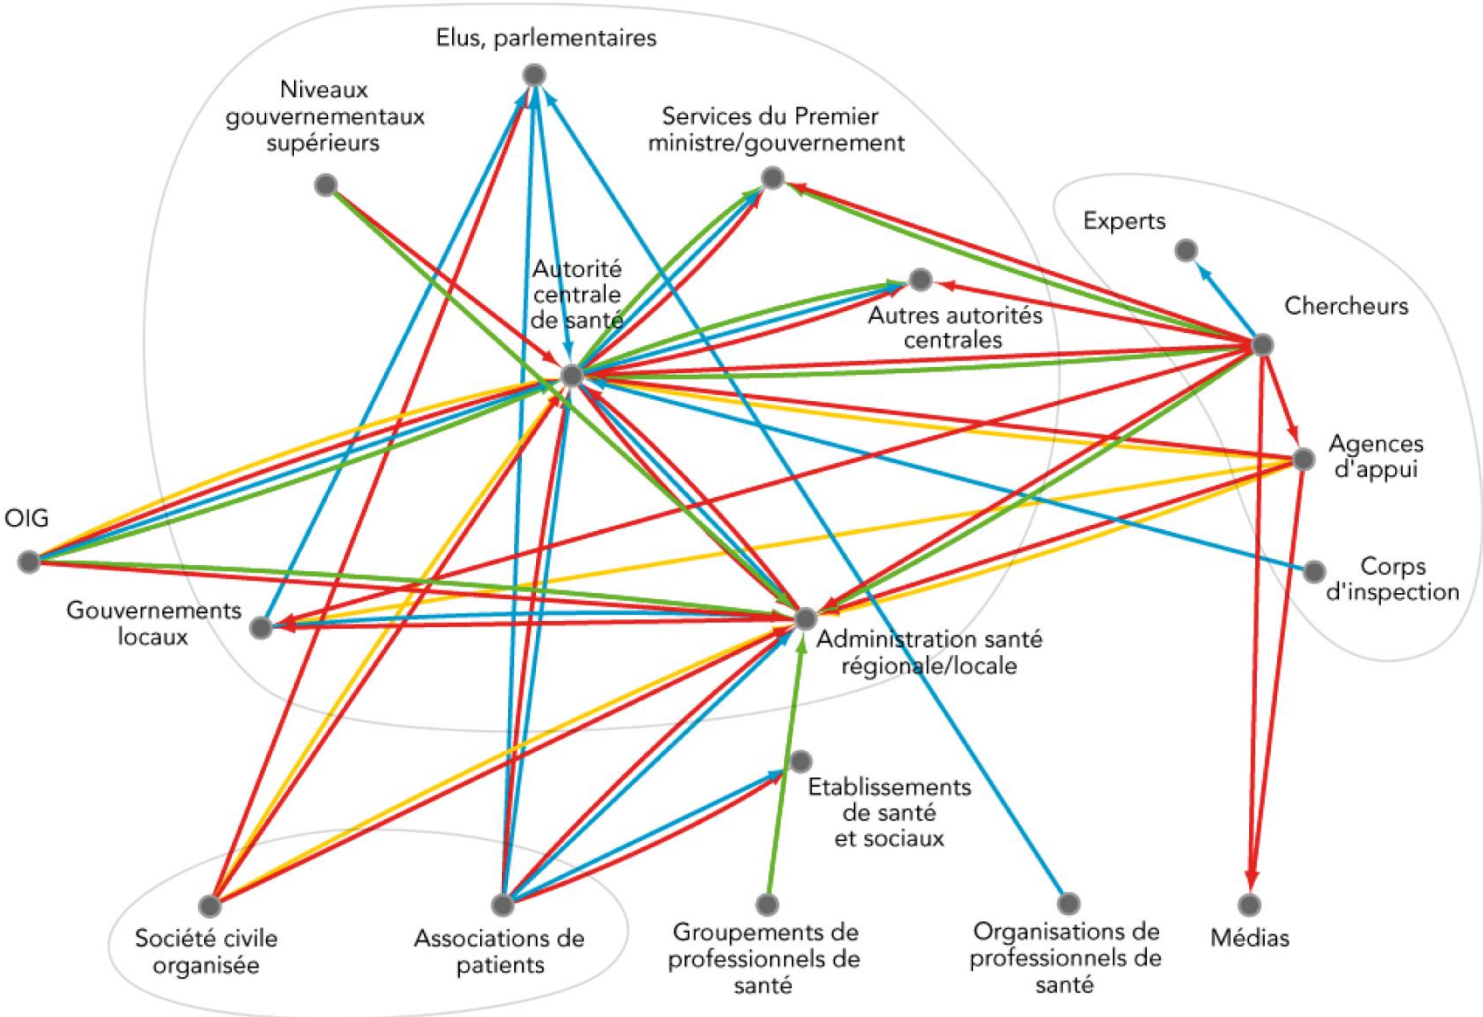 Elus, parlementaires
Niveaux
gouvernementaux
supérieurs
Services du Premier
ministre/gouvernement
Experts
Autorité
centrale
de santé
Chercheurs
Autres autorités
centrales
Agences
d'appui
OIG
Corps
d'inspection
Gouvernements
locaux
Administration santé
régionale/locale
Etablissements
de santé
et sociaux
Société civile
organisée
Associations de
patients
Groupements de
professionnels de
santé
Organisations de
professionnels de
santé
Médias